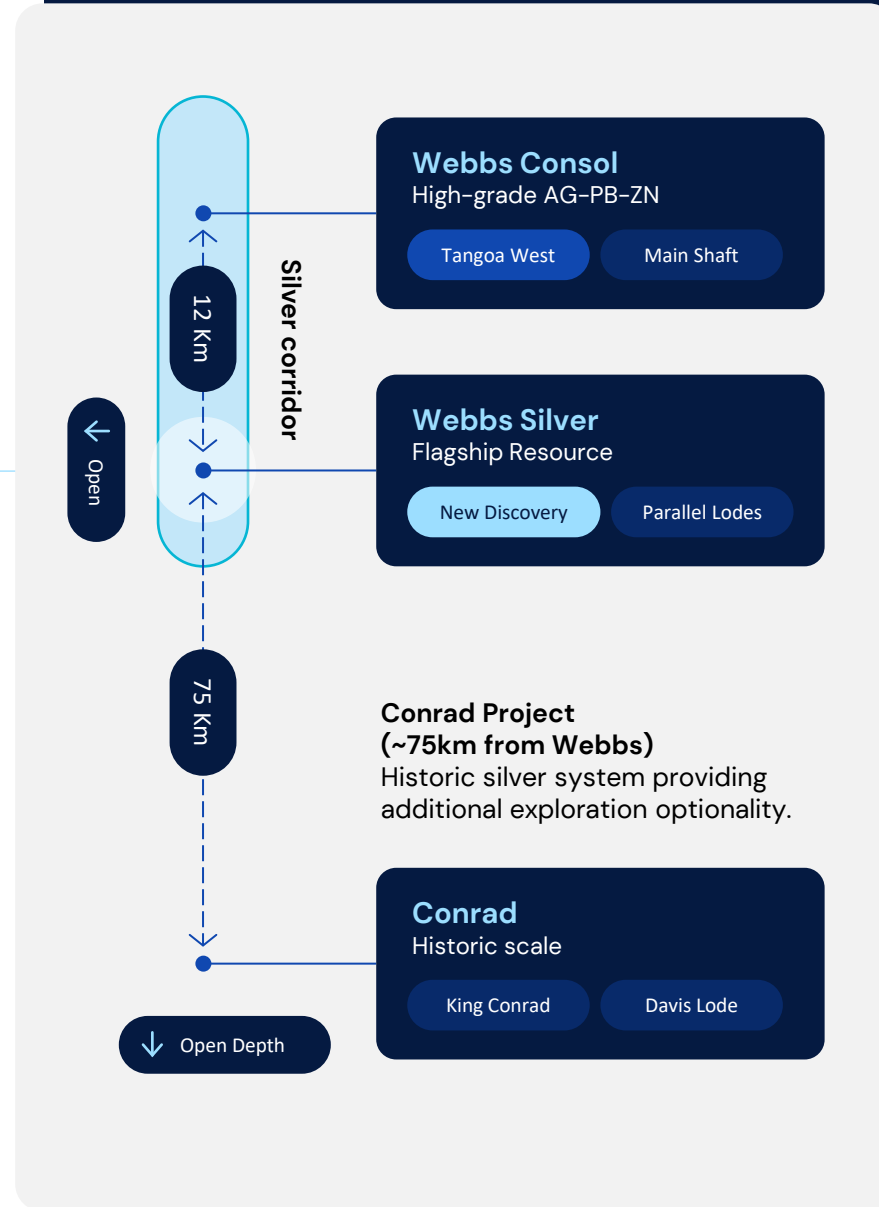 Webbs Consol
High-grade AG-PB-ZN
Tangoa West
Main Shaft
12 Km
Silver corridor
Open
Webbs Silver
Flagship Resource
New Discovery
Parallel Lodes
75 Km
Conrad Project
(~75km from Webbs)
Historic silver system providing
additional exploration optionality.
Conrad
Historic scale
King Conrad
Davis Lode
Open Depth